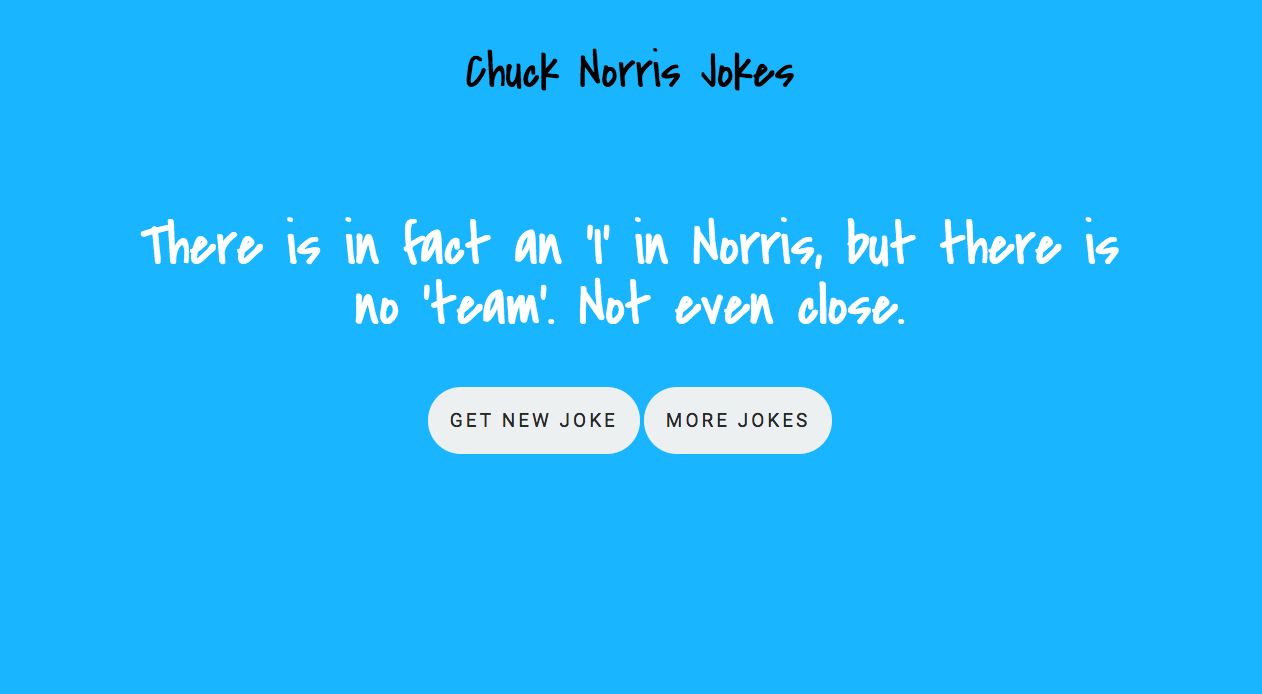 Chuck Norris Jokes
There is in fact an 'I' in Norris, but there is
no 'team'. Not even close.
GET NEW JOKE MORE JOKES